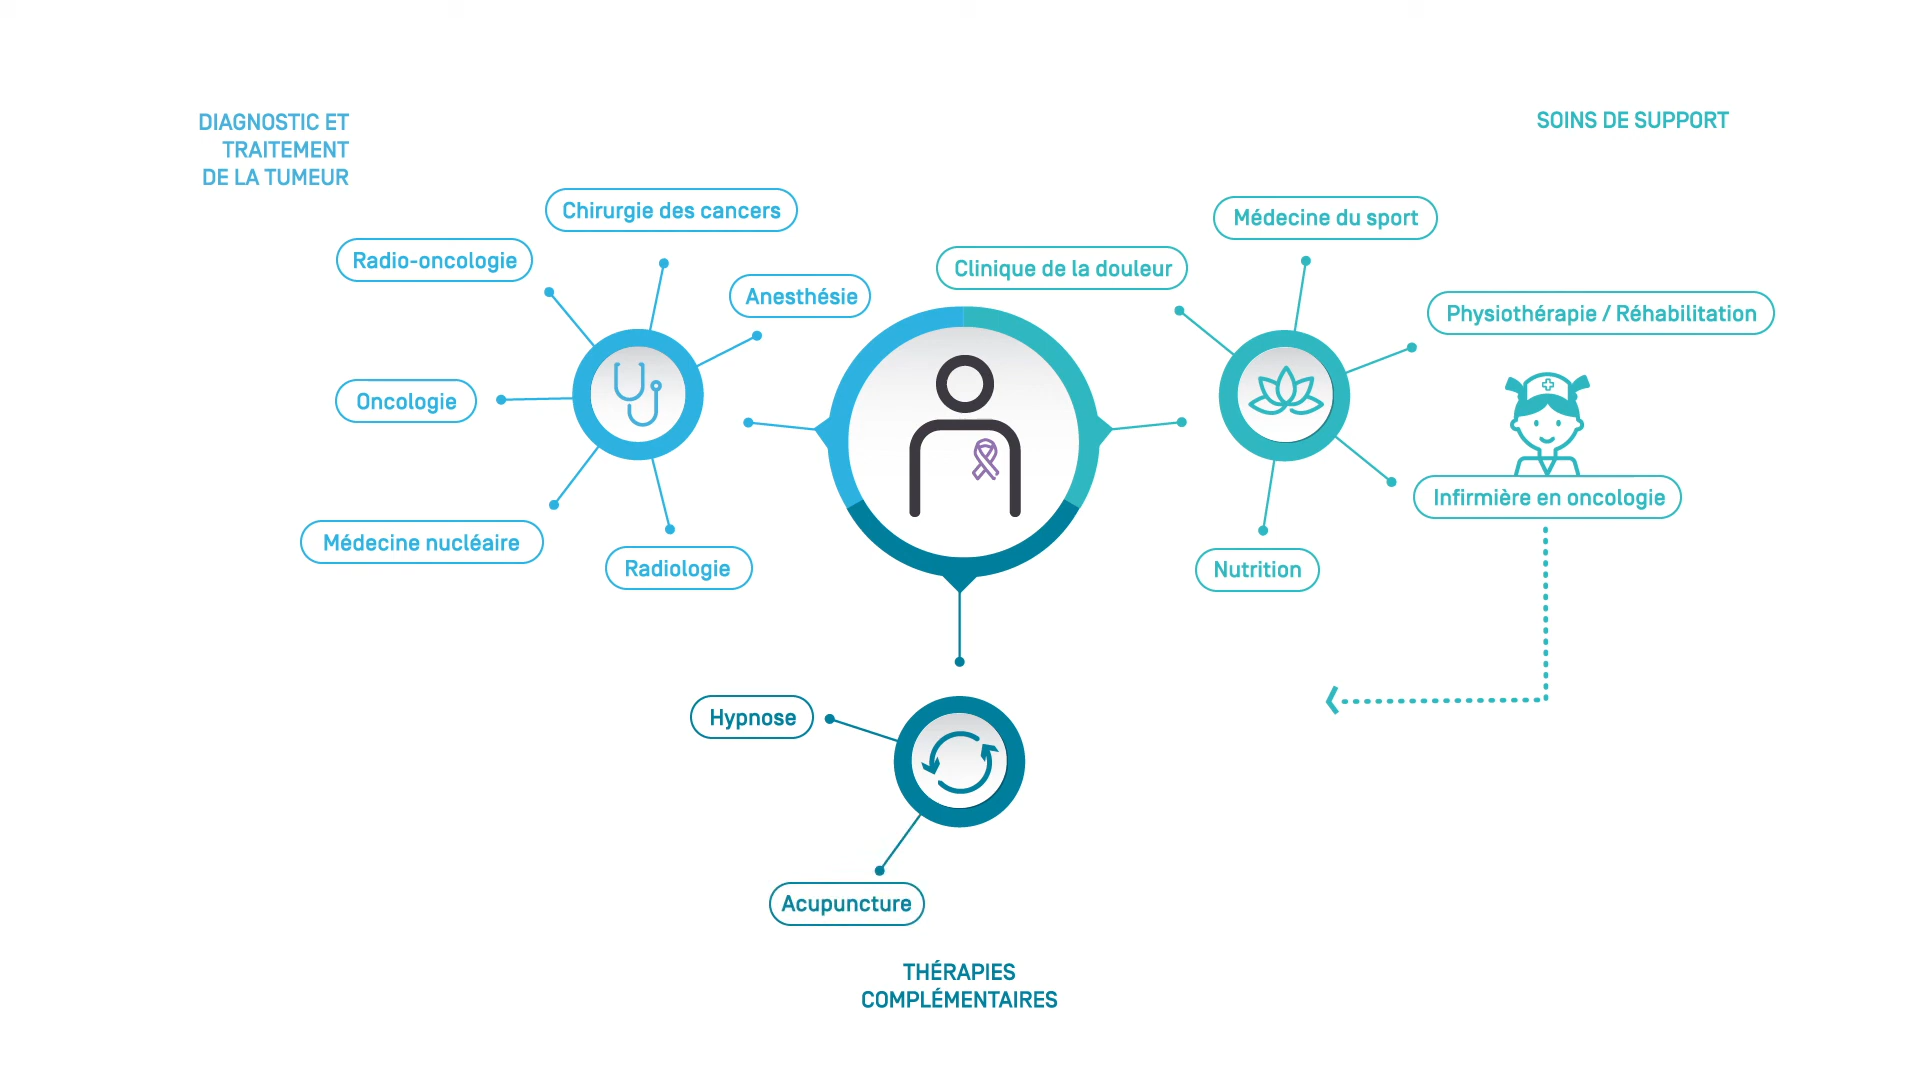 DIAGNOSTIC ET
TRAITEMENT
DE LA TUMEUR
Chirurgie des cancers
Radio-oncologie
Anesthésie
Oncologie
Médecine nucléaire
Radiologie
SOINS DE SUPPORT
Médecine du sport
Clinique de la douleur
Physiothérapie / Réhabilitation
Infirmière en oncologie
Nutrition
Hypnose
Acupuncture
THÉRAPIES
COMPLÉMENTAIRES